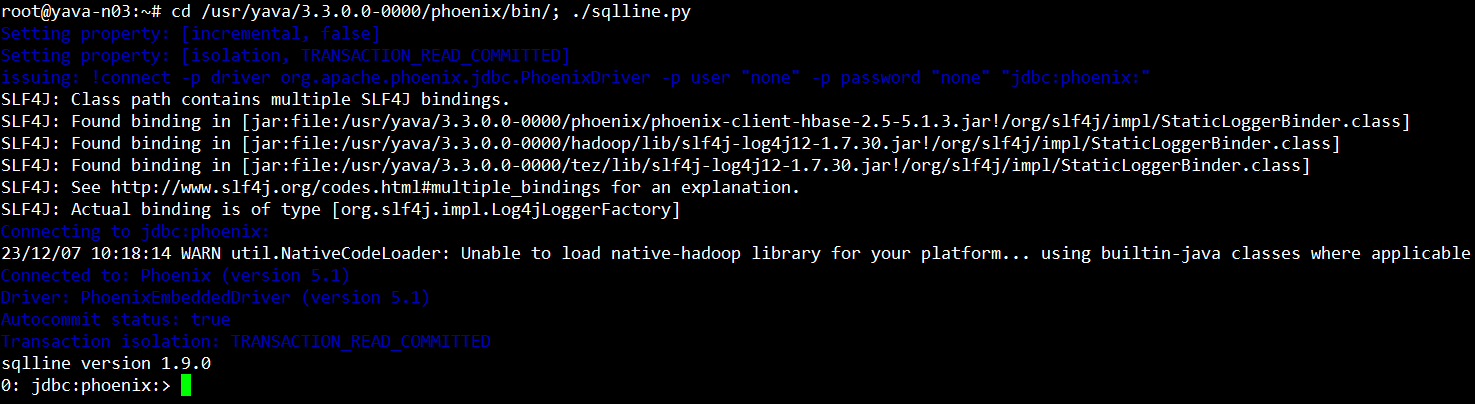 root@yava-n03:~# cd /usr/yava/3.3.0.0-0000/phoenix/bin/; ./sqlline.py
Setting property: [incremental, false]
Setting property: [isolation, TRANSACTION_READ_COMMITTED]
issuing: !connect -p driver org.apache.phoenix.jdbc.PhoenixDriver -p user "none" -p password "none" "jdbc:phoenix:"
SLF4J: Class path contains multiple SLF4J bindings.
SLF4J: Found binding in [jar:file:/usr/yava/3.3.0.0-0000/phoenix/phoenix-client-hbase-2.5-5.1.3.jar!/org/slf4j/impl/StaticLoggerBinder.class]
SLF4J: Found binding in [jar:file:/usr/yava/3.3.0.0-0000/hadoop/lib/slf4j-log4j12-1.7.30.jar!/org/slf4j/impl/StaticLoggerBinder.class]
SLF4J: Found binding in [jar:file:/usr/yava/3.3.0.0-0000/tez/lib/slf4j-log4j12-1.7.30.jar!/org/slf4j/impl/StaticLoggerBinder.class]
SLF4J: See http://www.slf4j.org/codes.html#multiple_bindings for an explanation.
SLF4J: Actual binding is of type [org.slf4j.impl.Log4jLoggerFactory]
Connecting to jdbc:phoenix:
23/12/07 10:18:14 WARN util.NativeCodeLoader: Unable to load native-hadoop library for your platform... using builtin-java classes where applicable
Connected to: Phoenix (version 5.1)
Driver: PhoenixEmbeddedDriver (version 5.1)
Autocommit status: true
Transaction isolation: TRANSACTION_READ_COMMITTED
sqlline version 1.9.0
0: jdbc:phoenix:>